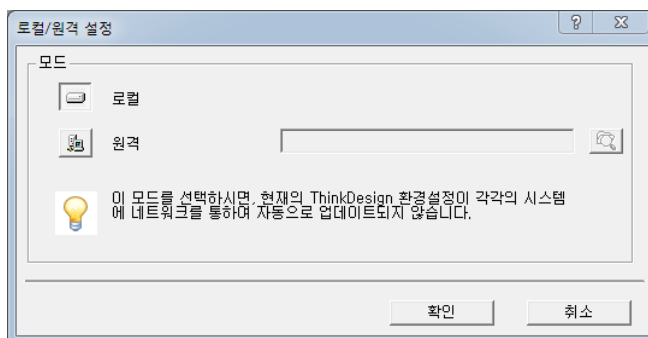 로컬/원격 설정
모드
로컬
원격
이 모드를 선택하시면, 현재의 ThinkDesign 환경설정이 각각의 시스템
에 네트워크를 통하여 자동으로 업데이트되지 않습니다.
확인
취소